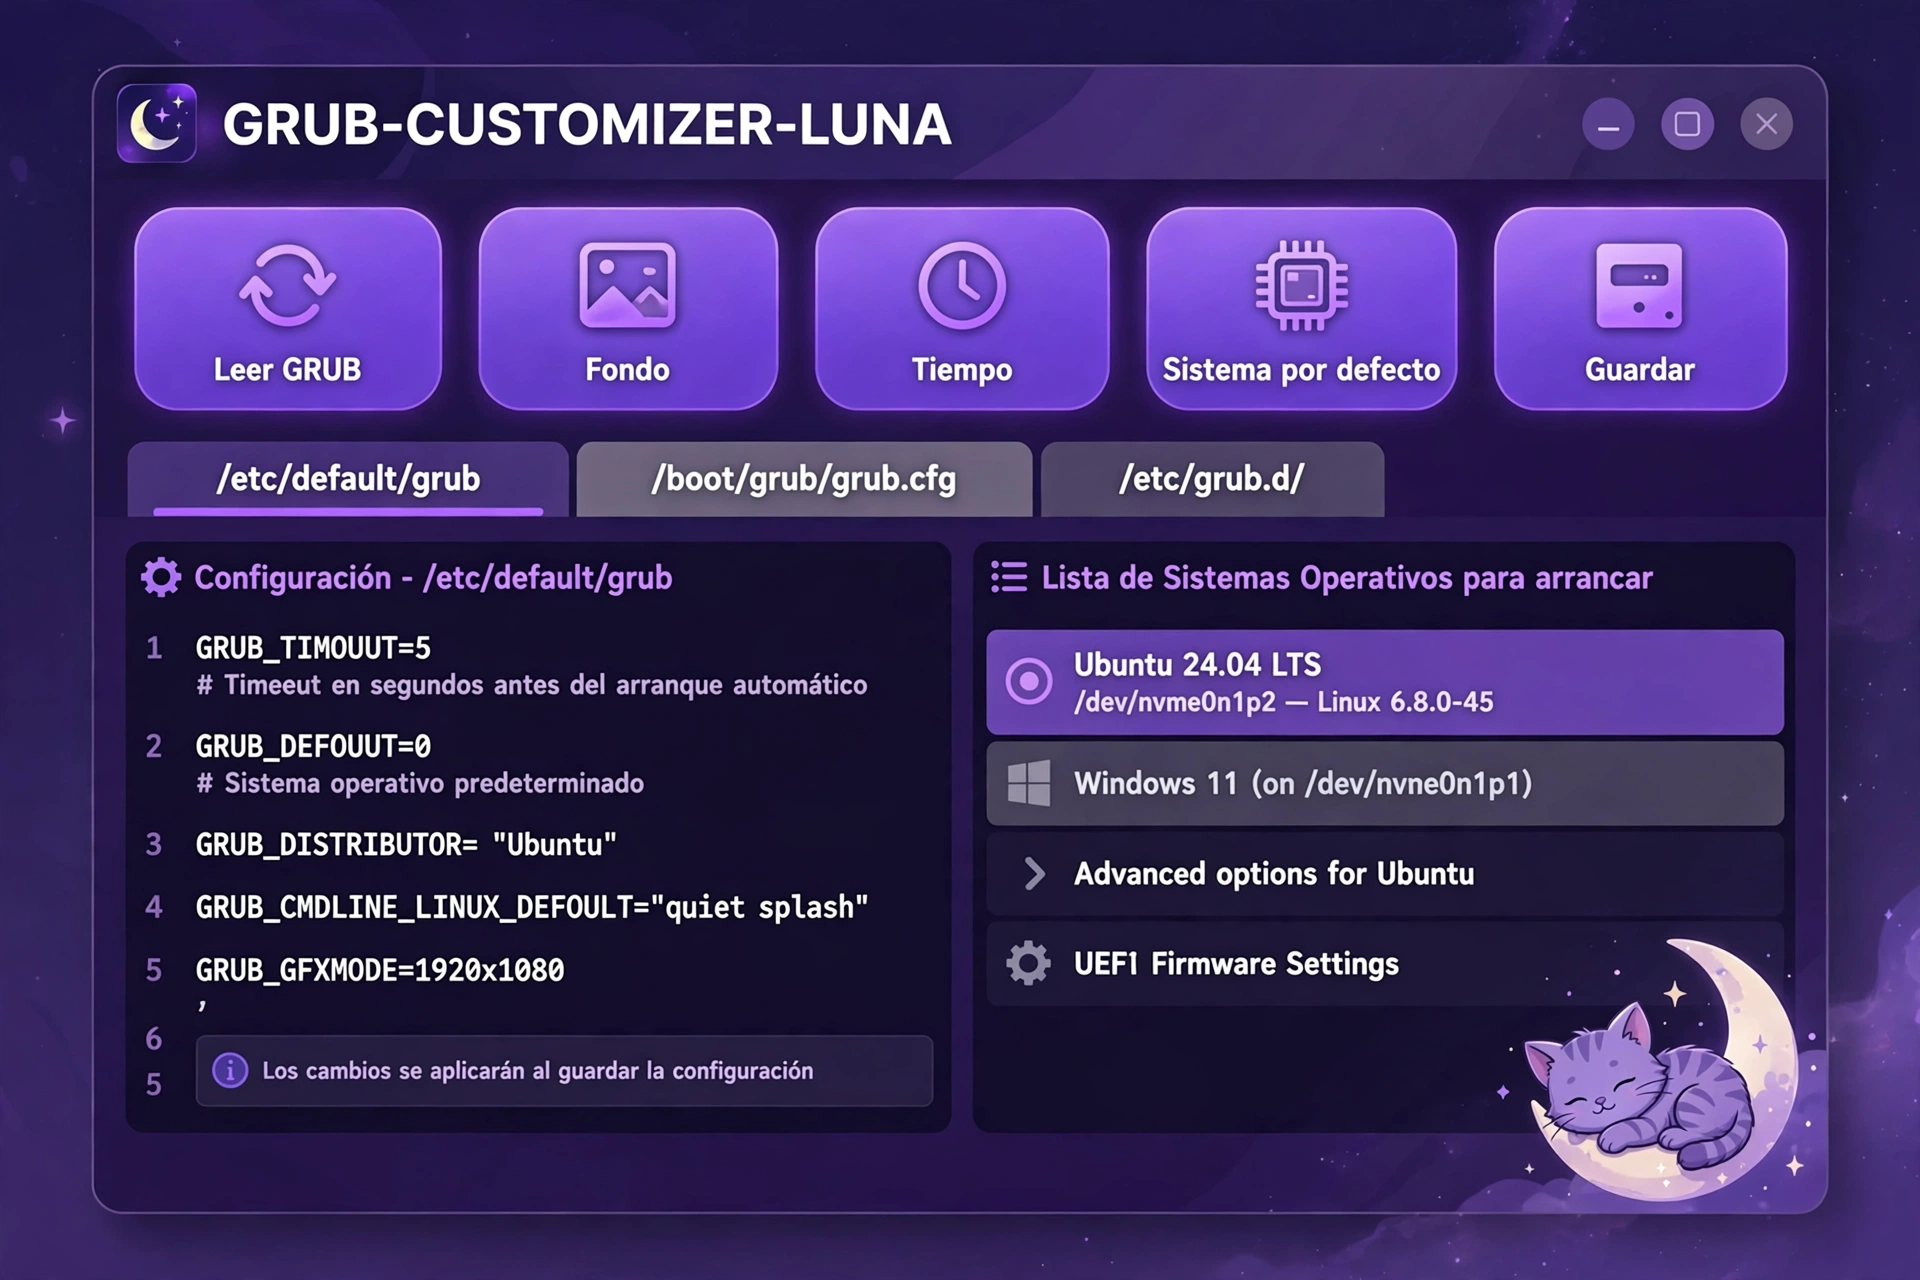 GRUB-CUSTOMIZER-LUNA
Leer GRUB
Fondo
Tiempo
Sistema por defecto
Guardar
/etc/default/grub
/boot/grub/grub.cfg
/etc/grub.d/
Configuración - /etc/default/grub
1 GRUB_TIMOUUT=5
# Timeeut en segundos antes del arranque automático
2 GRUB_DEFOUUT=0
# Sistema operativo predeterminado
3 GRUB_DISTRIBUTOR= "Ubuntu"
4 GRUB_CMDLINE_LINUX_DEFOULT="quiet splash"
5 GRUB_GFXMODE=1920x1080
,
6
5
Los cambios se aplicarán al guardar la configuración
Lista de Sistemas Operativos para arrancar
Ubuntu 24.04 LTS
/dev/nvme0n1p2 — Linux 6.8.0-45
Windows 11 (on /dev/nvne0n1p1)
Advanced options for Ubuntu
UEF1 Firmware Settings